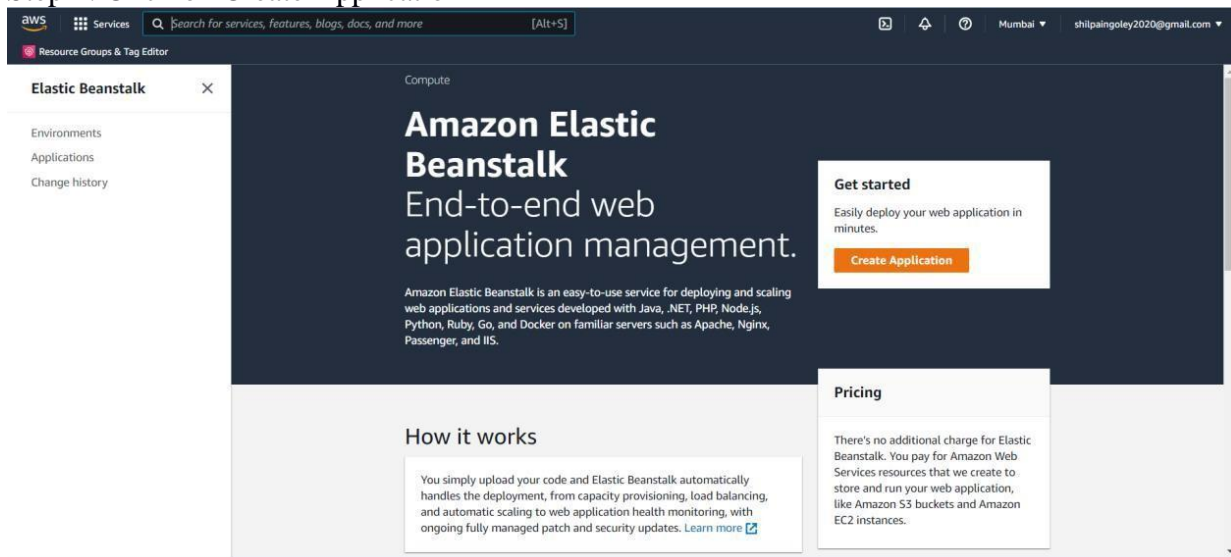 aws Services Search for services, features, blogs, docs, and more [Alt+S] Mumbai ▼ shilpaingoley2020@gmail.com ▼
Resource Groups & Tag Editor
Elastic Beanstalk
Environments
Applications
Change history
Compute
Amazon Elastic
Beanstalk
End-to-end web
application management.
Amazon Elastic Beanstalk is an easy-to-use service for deploying and scaling
web applications and services developed with Java, .NET, PHP, Node.js,
Python, Ruby, Go, and Docker on familiar servers such as Apache, Nginx,
Passenger, and IIS.
Get started
Easily deploy your web application in
minutes.
Create Application
Pricing
There's no additional charge for Elastic
Beanstalk. You pay for Amazon Web
Services resources that we create to
store and run your web application,
like Amazon S3 buckets and Amazon
EC2 instances.
How it works
You simply upload your code and Elastic Beanstalk automatically
handles the deployment, from capacity provisioning, load balancing,
and automatic scaling to web application health monitoring, with
ongoing fully managed patch and security updates. Learn more